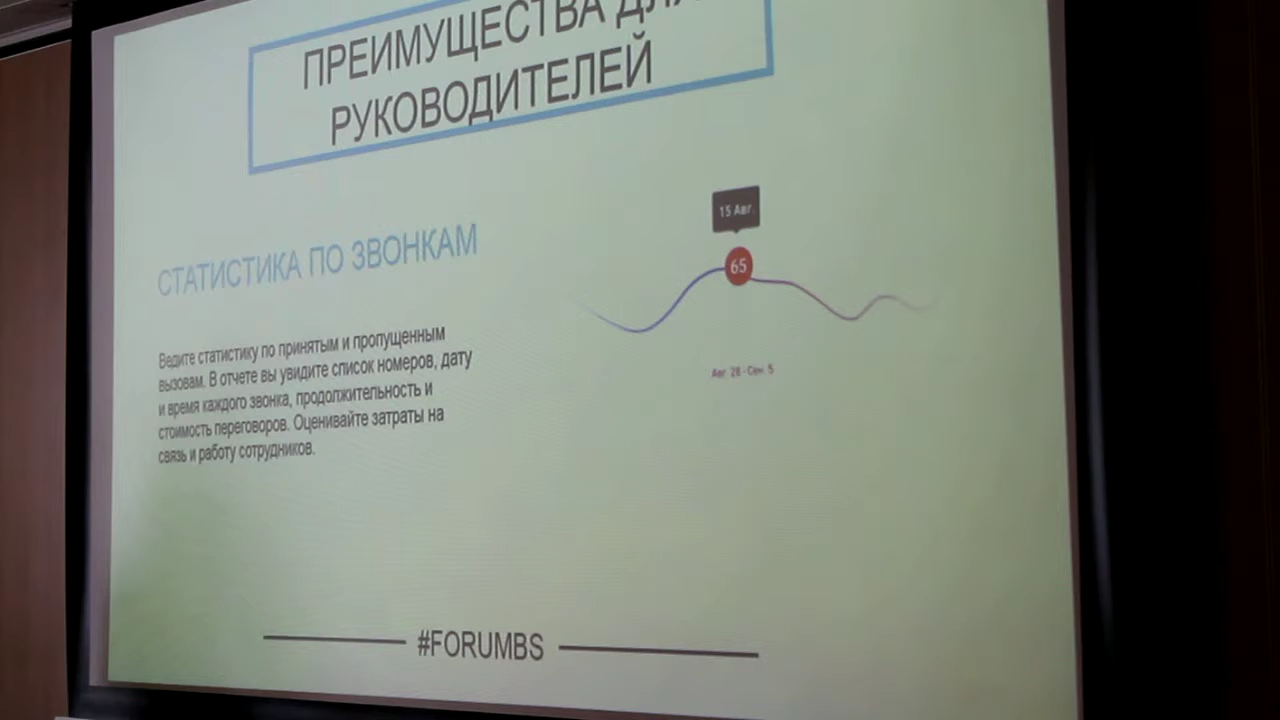 ПРЕИМУЩЕСТВА ДЛЯ
РУКОВОДИТЕЛЕЙ
СТАТИСТИКА ПО ЗВОНКАМ
Ведите статистику по принятым и пропущенным
вызовам. В отчете вы увидите список номеров, дату
и время каждого звонка, продолжительность и
стоимость переговоров. Оценивайте затраты на
связь и работу сотрудников.
15 Авг.
65
Авг. 28 - Сен. 5
#FORUMBS